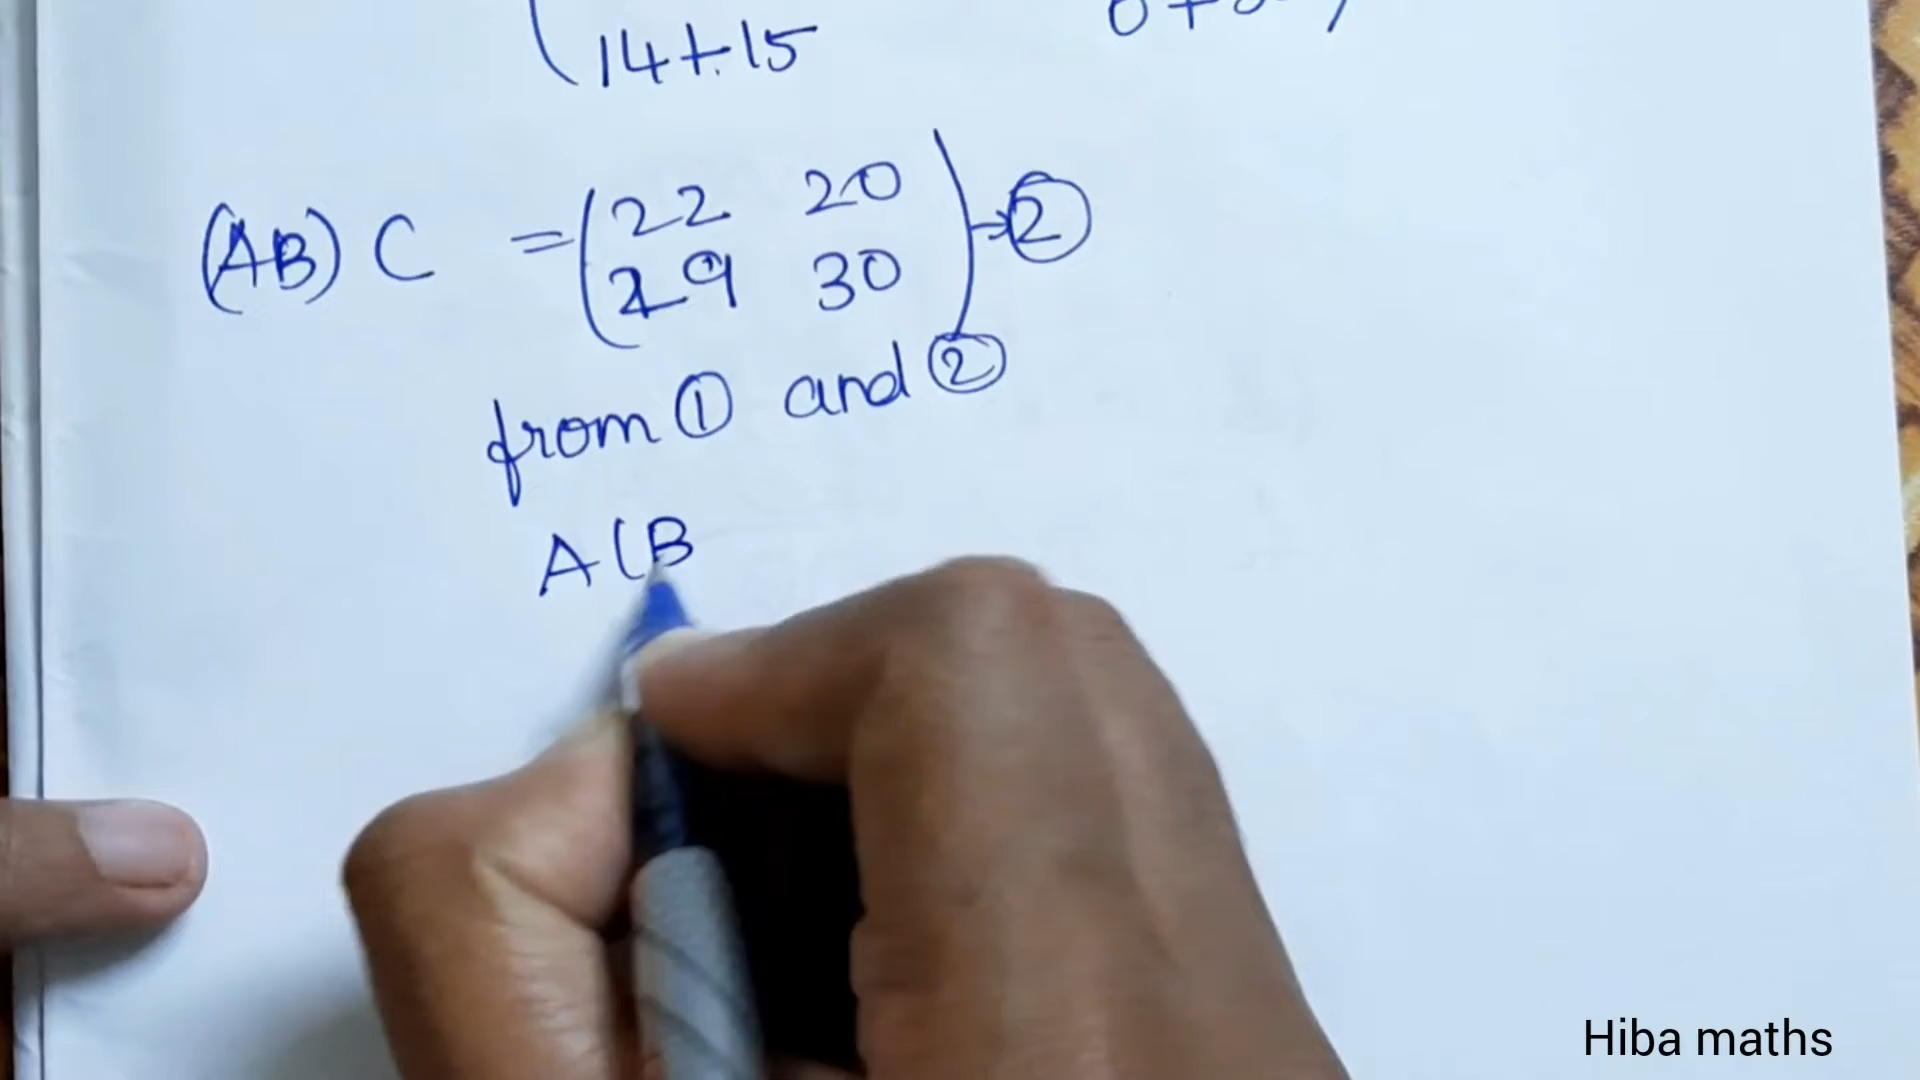 14+15
(AB) C = (22 20
29 30) → ②
from ① and ②
A(B
Hiba maths